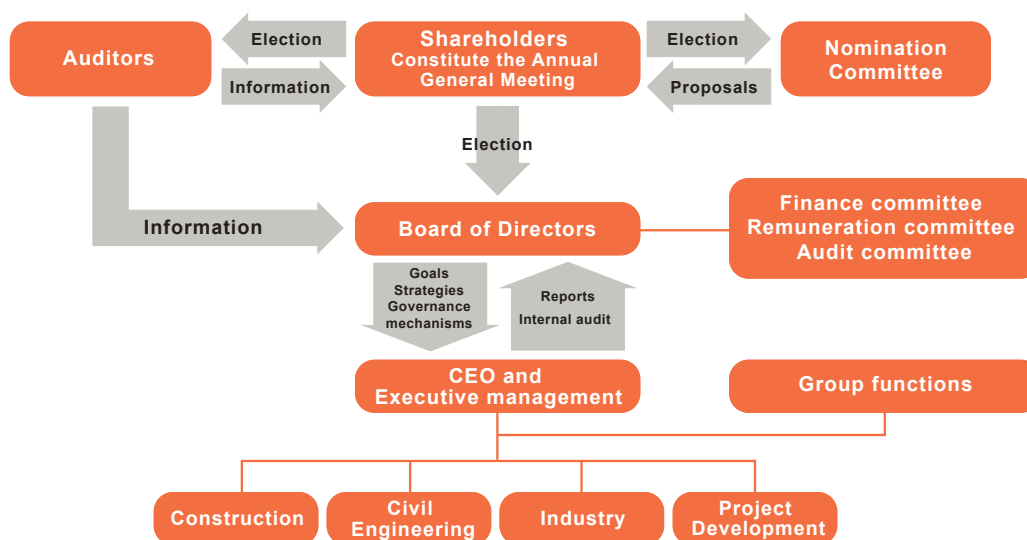 Auditors
Election
Information
Shareholders
Constitute the Annual
General Meeting
Election
Proposals
Nomination
Committee
Election
Information
Board of Directors
Finance committee
Remuneration committee
Audit committee
Goals
Strategies
Governance
mechanisms
Reports
Internal audit
CEO and
Executive management
Group functions
Construction
Civil
Engineering
Industry
Project
Development